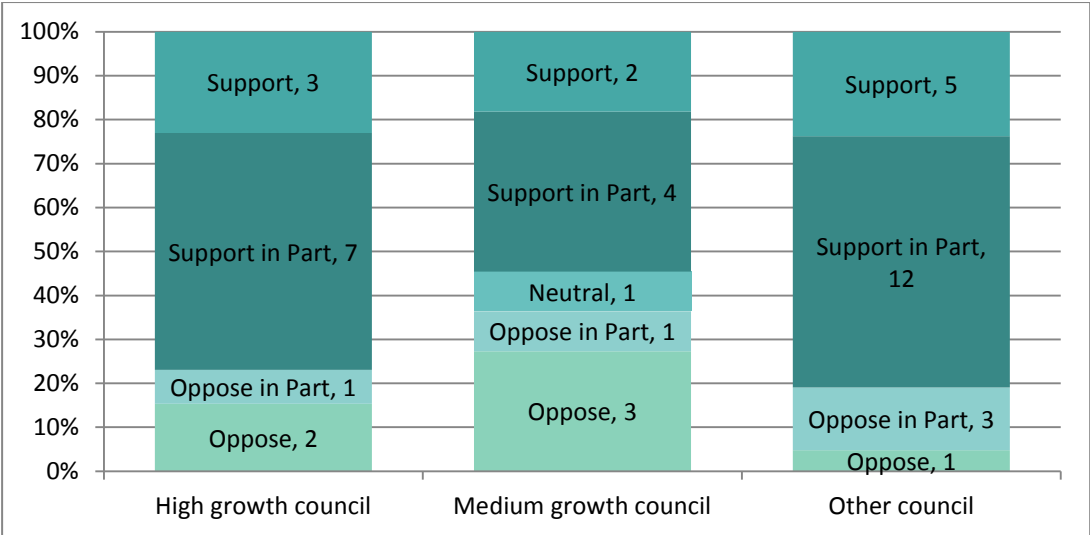 100%
90%
80%
70%
60%
50%
40%
30%
20%
10%
0%
Support, 3
Support in Part, 7
Oppose in Part, 1
Oppose, 2
Support, 2
Support in Part, 4
Neutral, 1
Oppose in Part, 1
Oppose, 3
Support, 5
Support in Part,
12
Oppose in Part, 3
Oppose, 1
High growth council
Medium growth council
Other council